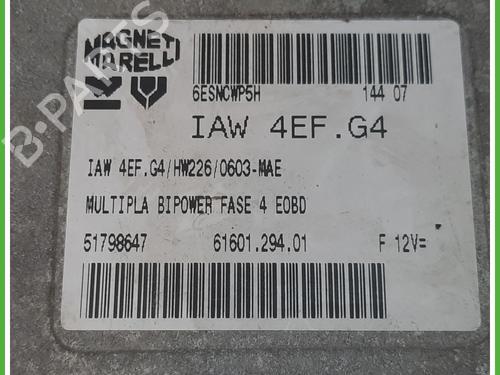 MAGNETI
MARELLI
6ESNCWP5H 144 07
IAW 4EF.G4
IAW 4EF.G4/HW226/0603-MAE
MULTIPLA BIPOWER FASE 4 EOBD
51798647 61601.294.01 F 12V=
B-PARTS